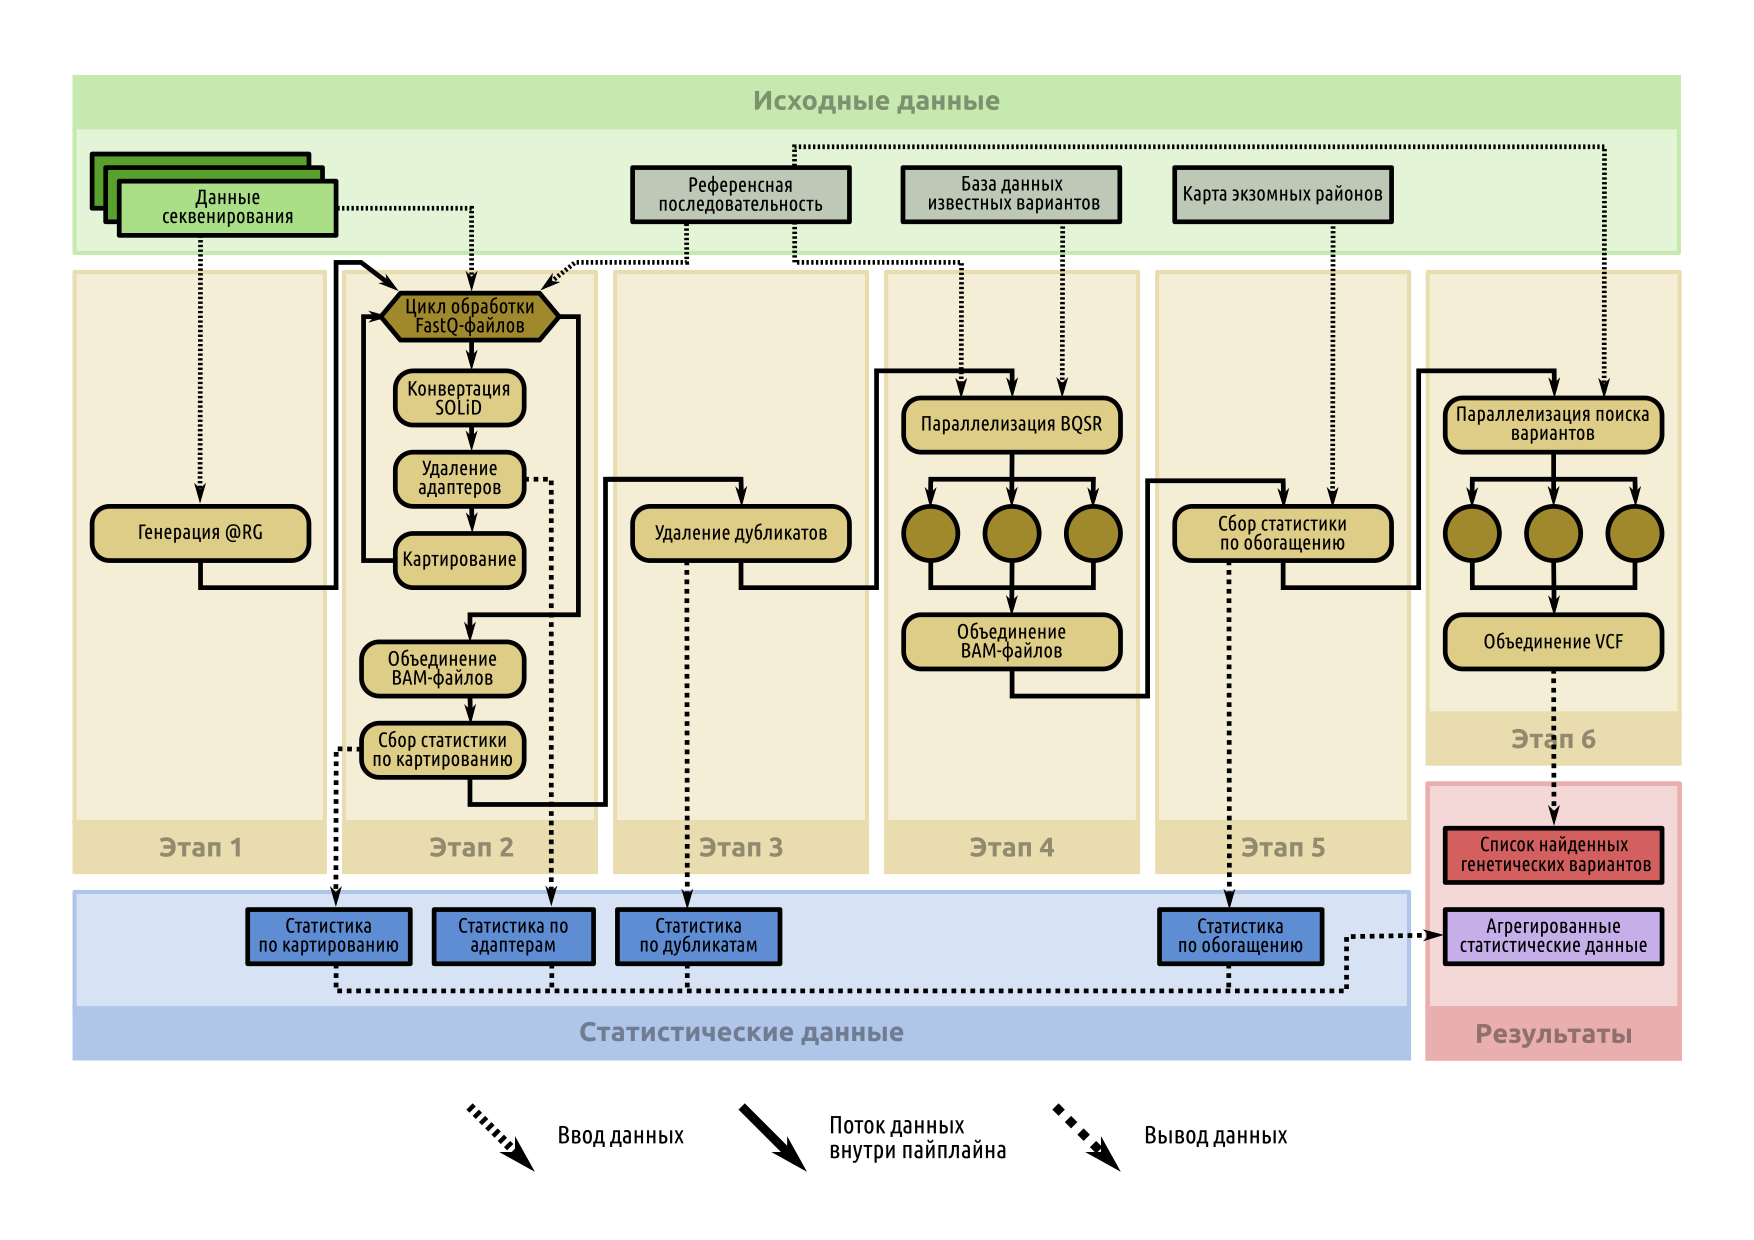 Исходные данные
Данные
секвенирования
Референсная
последовательность
База данных
известных вариантов
Карта экзомных районов
Генерация @RG
Этап 1
Цикл обработки
FastQ-файлов
Конвертация
SOLiD
Удаление
адаптеров
Картирование
Объединение
BAM-файлов
Сбор статистики
по картированию
Этап 2
Удаление дубликатов
Этап 3
Параллелизация BQSR
Объединение
BAM-файлов
Этап 4
Сбор статистики
по обогащению
Этап 5
Параллелизация поиска
вариантов
Объединение VCF
Этап 6
Статистика
по картированию
Статистика по
адаптерам
Статистика
по дубликатам
Статистика
по обогащению
Статистические данные
Список найденных
генетических вариантов
Агрегированные
статистические данные
Результаты
Ввод данных
Поток данных
внутри пайплайна
Вывод данных